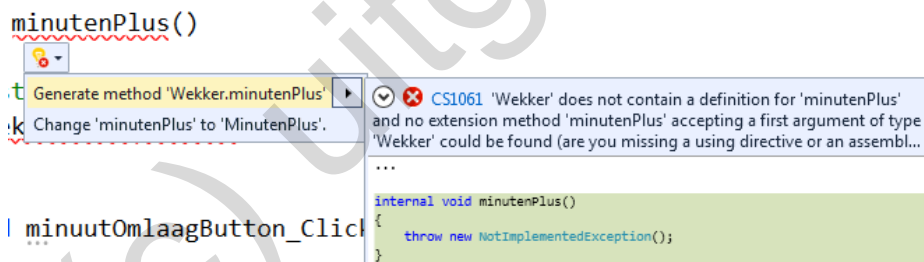 minutenPlus()
t
Generate method 'Wekker.minutenPlus'
k Change 'minutenPlus' to 'MinutenPlus'.
CS1061 'Wekker' does not contain a definition for 'minutenPlus'
and no extension method 'minutenPlus' accepting a first argument of type
'Wekker' could be found (are you missing a using directive or an assembl...
...
internal void minutenPlus()
{
throw new NotImplementedException();
}
minuutOmlaagButton_Click
(c) uitg